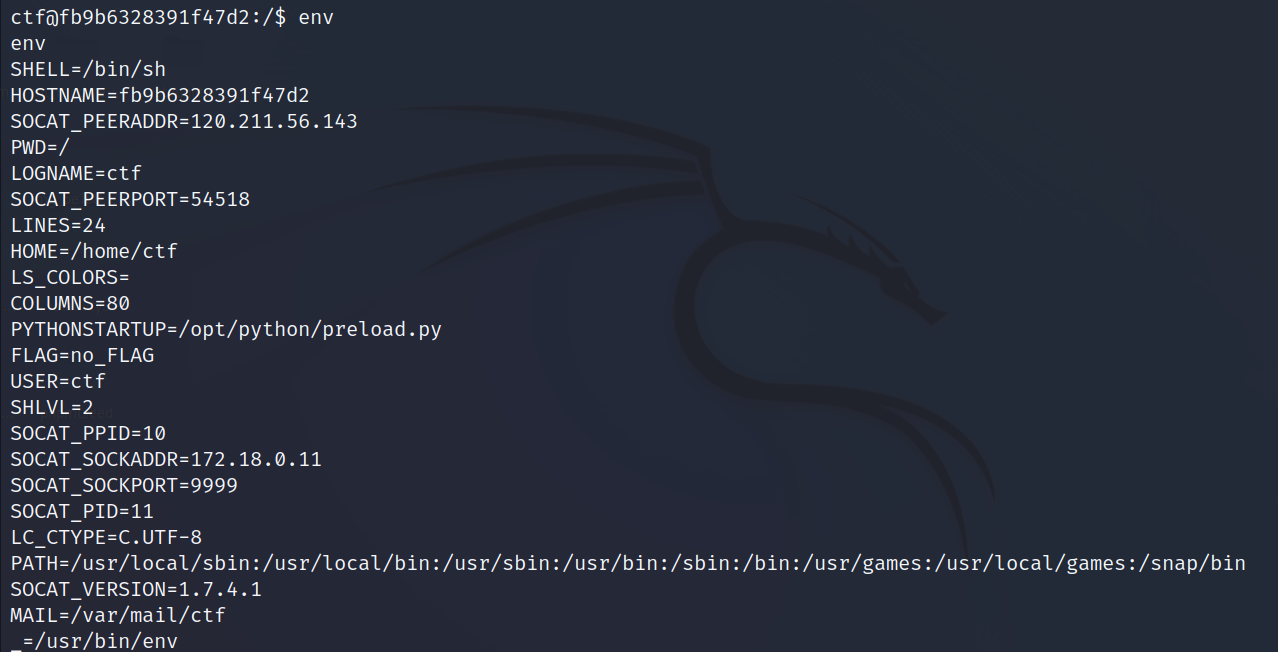 ctf@fb9b6328391f47d2:/$ env
env
SHELL=/bin/sh
HOSTNAME=fb9b6328391f47d2
SOCAT_PEERADDR=120.211.56.143
PWD=/
LOGNAME=ctf
SOCAT_PEERPORT=54518
LINES=24
HOME=/home/ctf
LS_COLORS=
COLUMNS=80
PYTHONSTARTUP=/opt/python/preload.py
FLAG=no_FLAG
USER=ctf
SHLVL=2
SOCAT_PPID=10
SOCAT_SOCKADDR=172.18.0.11
SOCAT_SOCKPORT=9999
SOCAT_PID=11
LC_CTYPE=C.UTF-8
PATH=/usr/local/sbin:/usr/local/bin:/usr/sbin:/usr/bin:/sbin:/bin:/usr/games:/usr/local/games:/snap/bin
SOCAT_VERSION=1.7.4.1
MAIL=/var/mail/ctf
_=/usr/bin/env